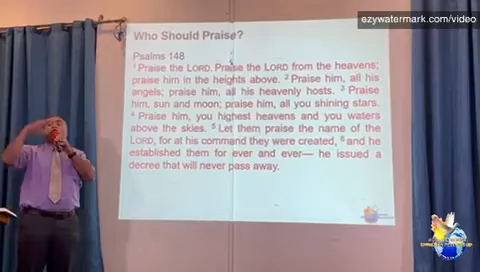 ezywatermark.com/video
Who Should Praise?
Psalms 148
1 Praise the LORD. Praise the LORD from the heavens;
praise him in the heights above. 2 Praise him, all his
angels; praise him, all his heavenly hosts. 3 Praise
him, sun and moon; praise him, all you shining stars.
4 Praise him, you highest heavens and you waters
above the skies. 5 Let them praise the name of the
LORD, for at his command they were created, 6 and he
established them for ever and ever— he issued a
decree that will never pass away.